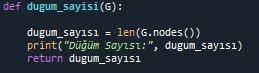 def dugum_sayisi(G):
dugum_sayısı = len(G.nodes())
print("Düğüm Sayısı:", dugum_sayısı)
return dugum_sayısı